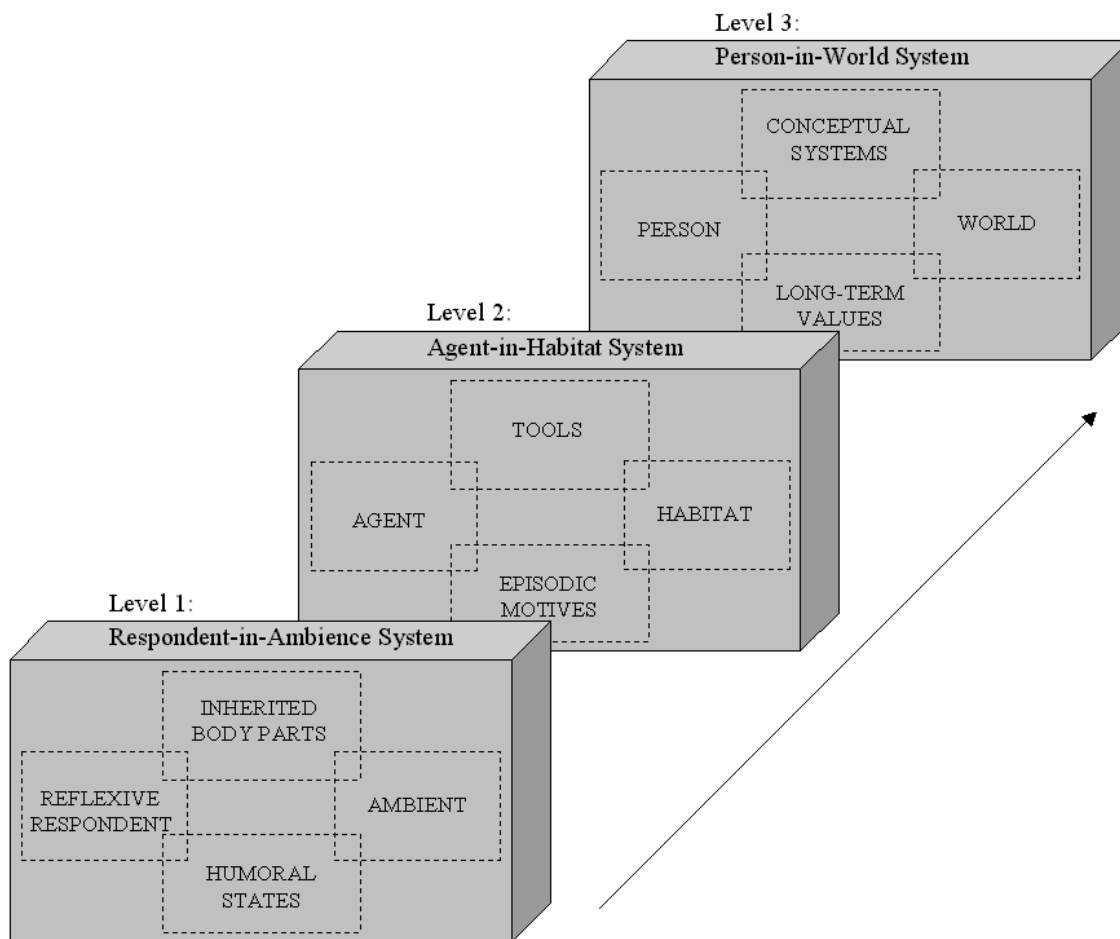 Level 3:
Person-in-World System
CONCEPTUAL
SYSTEMS
PERSON
WORLD
LONG-TERM
VALUES
Level 2:
Agent-in-Habitat System
TOOLS
AGENT
HABITAT
EPISODIC
MOTIVES
Level 1:
Respondent-in-Ambience System
INHERITED
BODY PARTS
REFLEXIVE
RESPONDENT
AMBIENT
HUMORAL
STATES